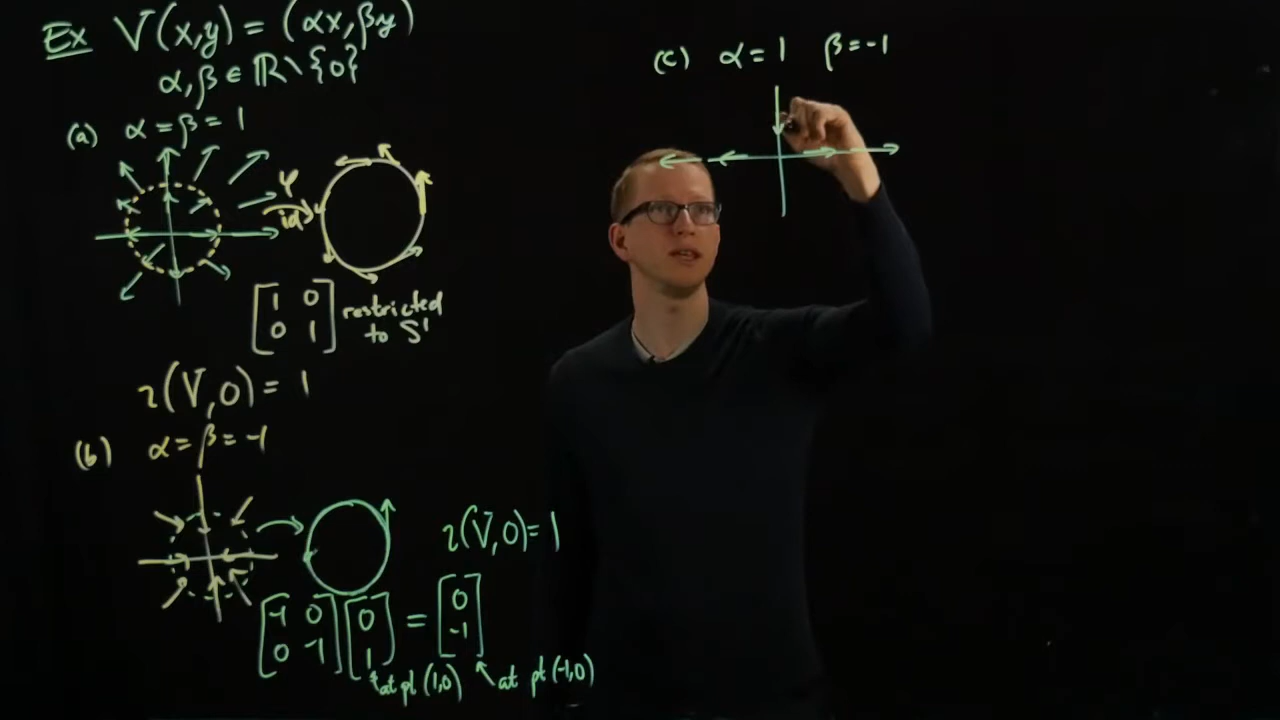 Ex V(x,y) = (αx, βy)
α, β ∈ ℝ \ {0}
(a) α = β = 1
φ
id
[1 0
0 1] restricted
to S¹
ι(V, 0) = 1
(b) α = β = -1
ι(V, 0) = 1
[-1 0
0 -1] [0
1] = [0
-1]
at pt (1,0)
at pt (-1,0)
(c) α = 1 β = -1